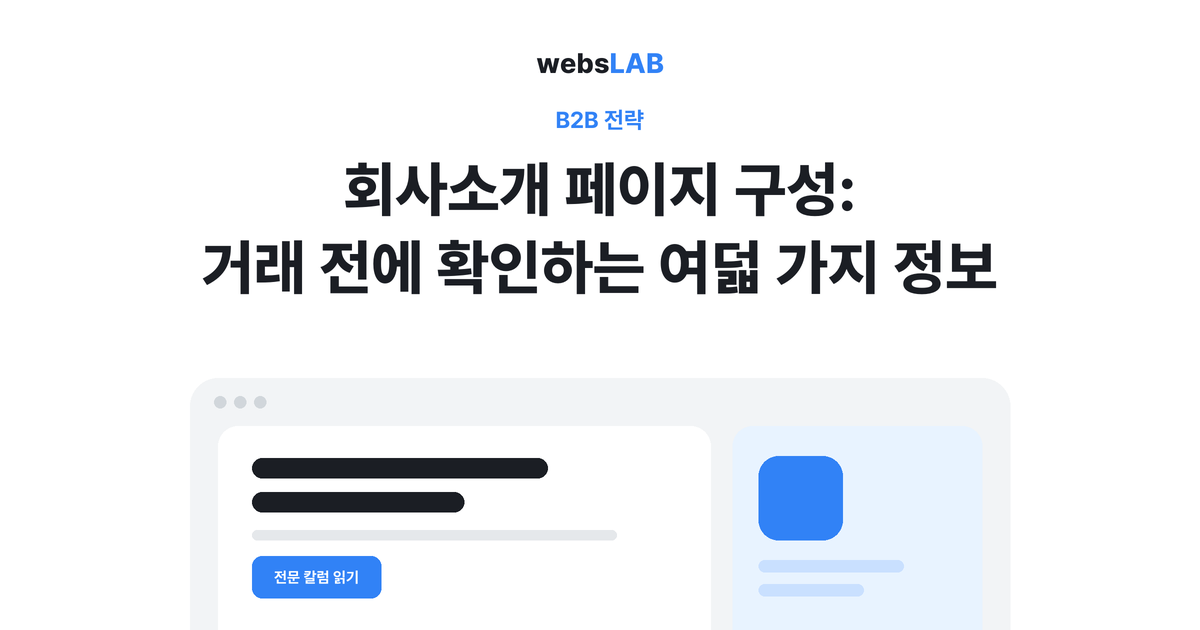 websLAB
B2B 전략
회사소개 페이지 구성:
거래 전에 확인하는 여덟 가지 정보
전문 칼럼 읽기